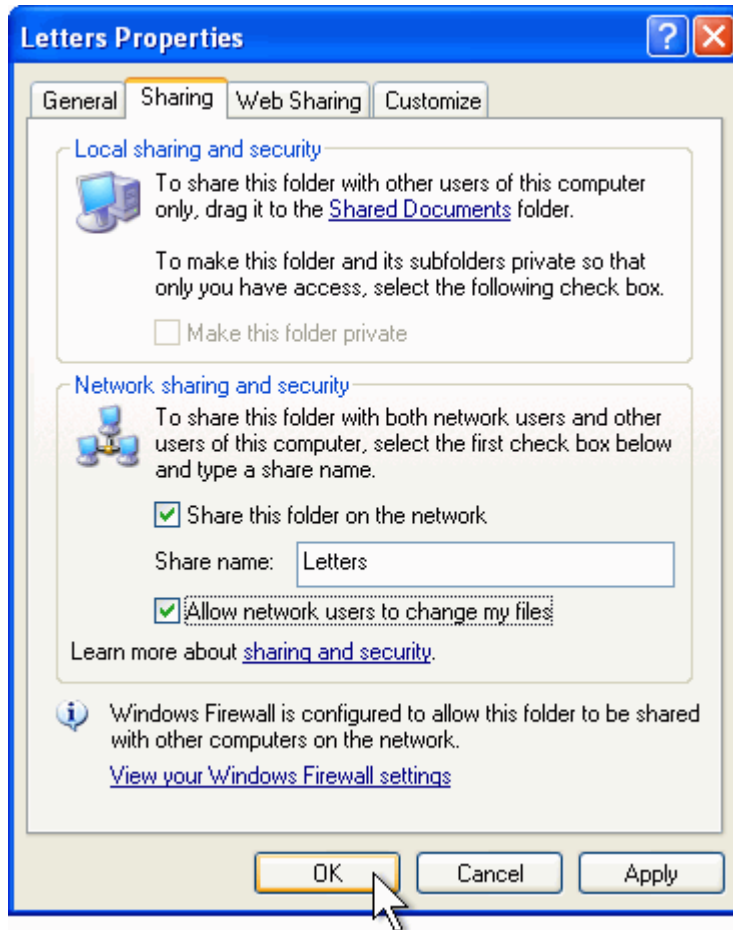 Letters Properties
General Sharing Web Sharing Customize
Local sharing and security
To share this folder with other users of this computer
only, drag it to the Shared Documents folder.
To make this folder and its subfolders private so that
only you have access, select the following check box.
Make this folder private
Network sharing and security
To share this folder with both network users and other
users of this computer, select the first check box below
and type a share name.
Share this folder on the network
Share name: Letters
Allow network users to change my files
Learn more about sharing and security.
Windows Firewall is configured to allow this folder to be shared
with other computers on the network.
View your Windows Firewall settings
OK Cancel Apply